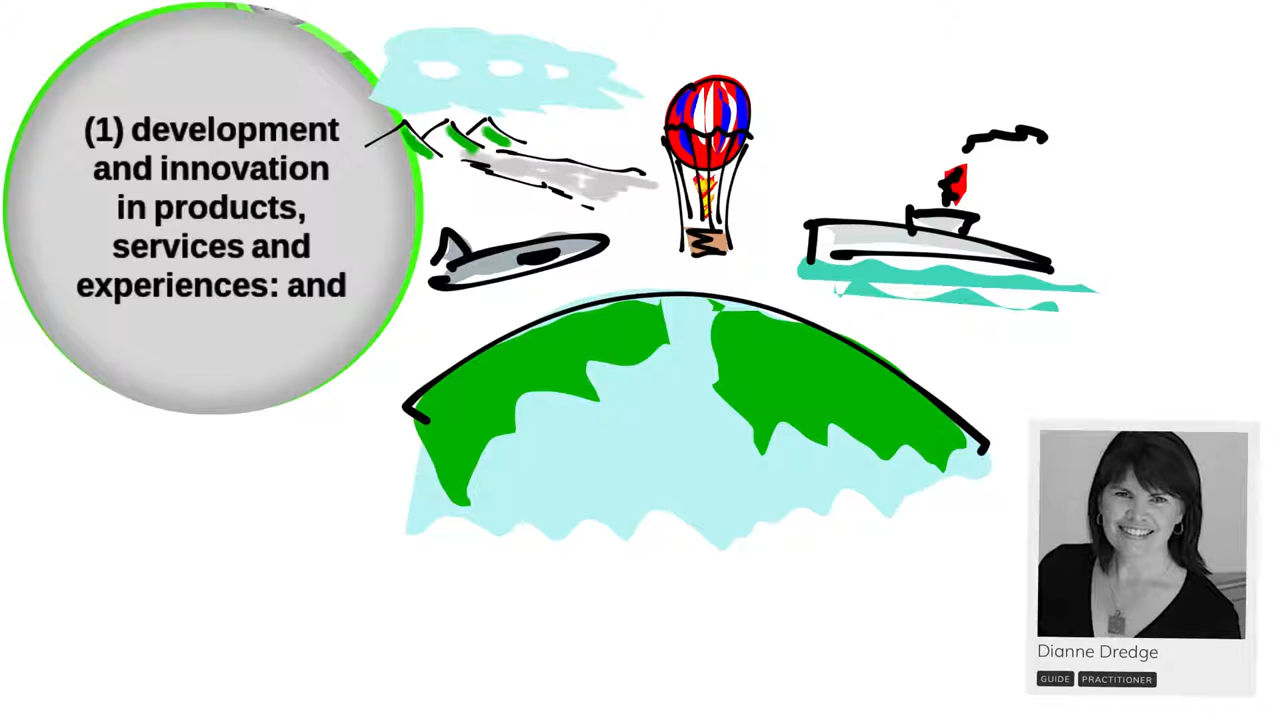 (1) development
and innovation
in products,
services and
experiences: and
Dianne Dredge
GUIDE PRACTITIONER